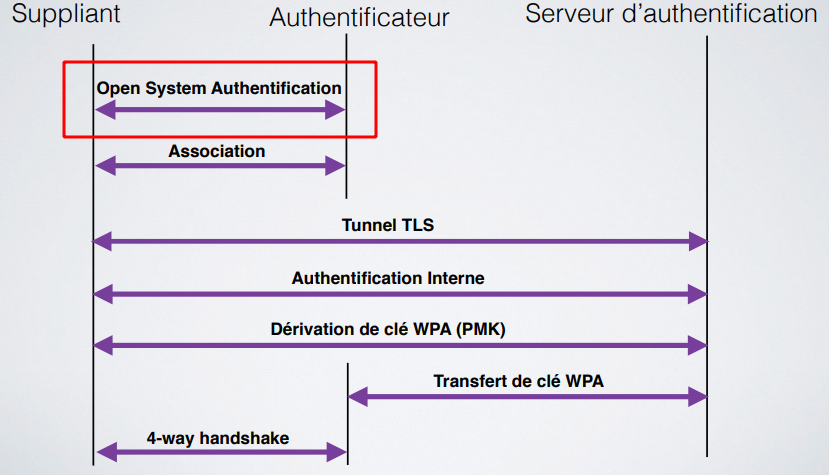 Suppliant
Authentificateur
Serveur d'authentification
Open System Authentification
Association
Tunnel TLS
Authentification Interne
Dérivation de clé WPA (PMK)
Transfert de clé WPA
4-way handshake